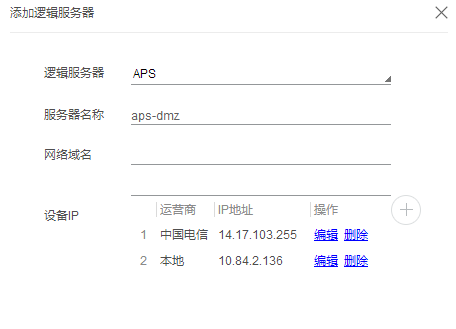 添加逻辑服务器
逻辑服务器 APS
服务器名称 aps-dmz
网络域名
设备IP
运营商 IP地址 操作
1 中国电信 14.17.103.255 编辑 删除
2 本地 10.84.2.136 编辑 删除